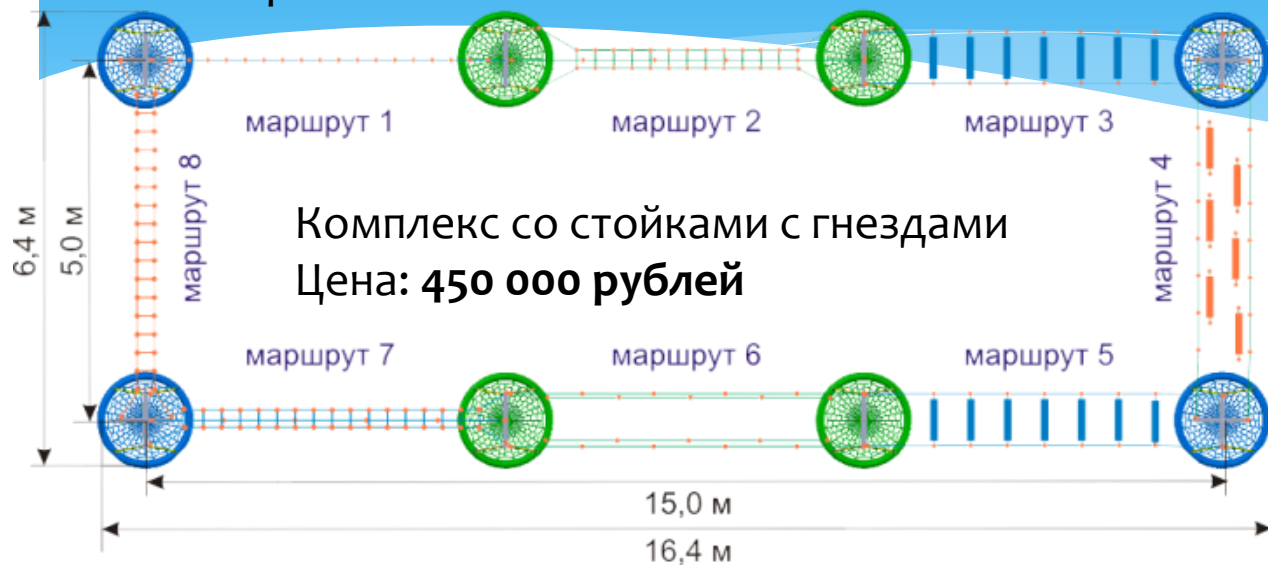 маршрут 1
маршрут 2
маршрут 3
маршрут 8
маршрут 4
6,4 м
5,0 м
Комплекс со стойками с гнездами
Цена: 450 000 рублей
маршрут 7
маршрут 6
маршрут 5
15,0 м
16,4 м